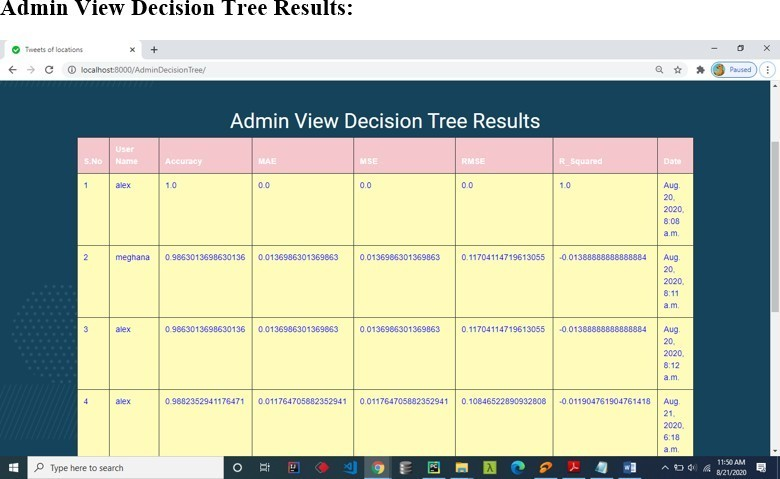 Admin View Decision Tree Results:
Tweets of locations
localhost:8000/AdminDecisionTree/
Paused
Admin View Decision Tree Results
S.No User Name Accuracy MAE MSE RMSE R_Squared Date
1 alex 1.0 0.0 0.0 0.0 1.0 Aug. 20, 2020, 8:08 a.m.
2 meghana 0.9863013698630136 0.0136986301369863 0.0136986301369863 0.11704114719613055 -0.01388888888888884 Aug. 20, 2020, 8:11 a.m.
3 alex 0.9863013698630136 0.0136986301369863 0.0136986301369863 0.11704114719613055 -0.01388888888888884 Aug. 20, 2020, 8:12 a.m.
4 alex 0.9882352941176471 0.011764705882352941 0.011764705882352941 0.10846522890932808 -0.011904761904761418 Aug. 21, 2020, 6:18 a.m.
Type here to search
11:50 AM
8/21/2020